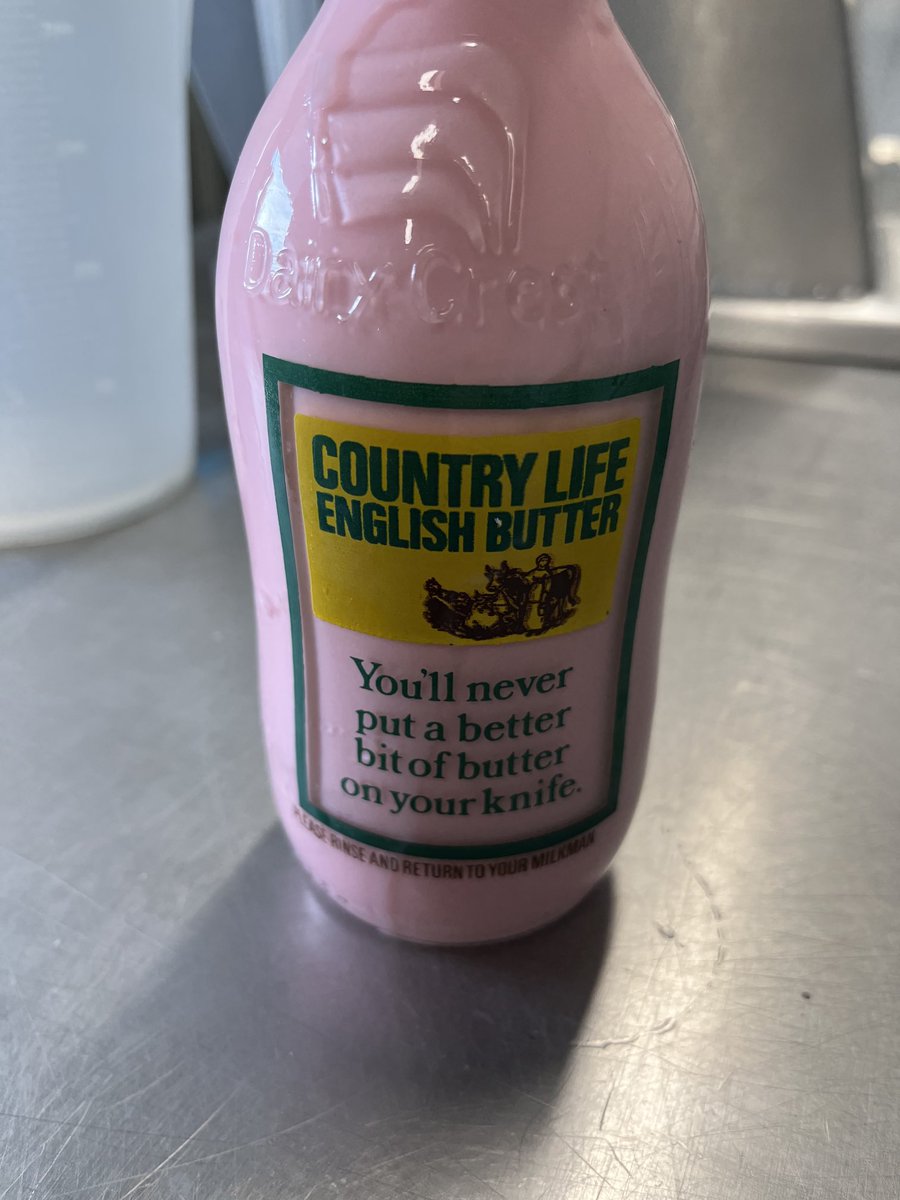 Dairy Crest
COUNTRY LIFE
ENGLISH BUTTER
You'll never
put a better
bit of butter
on your knife.
PLEASE RINSE AND RETURN TO YOUR MILKMAN